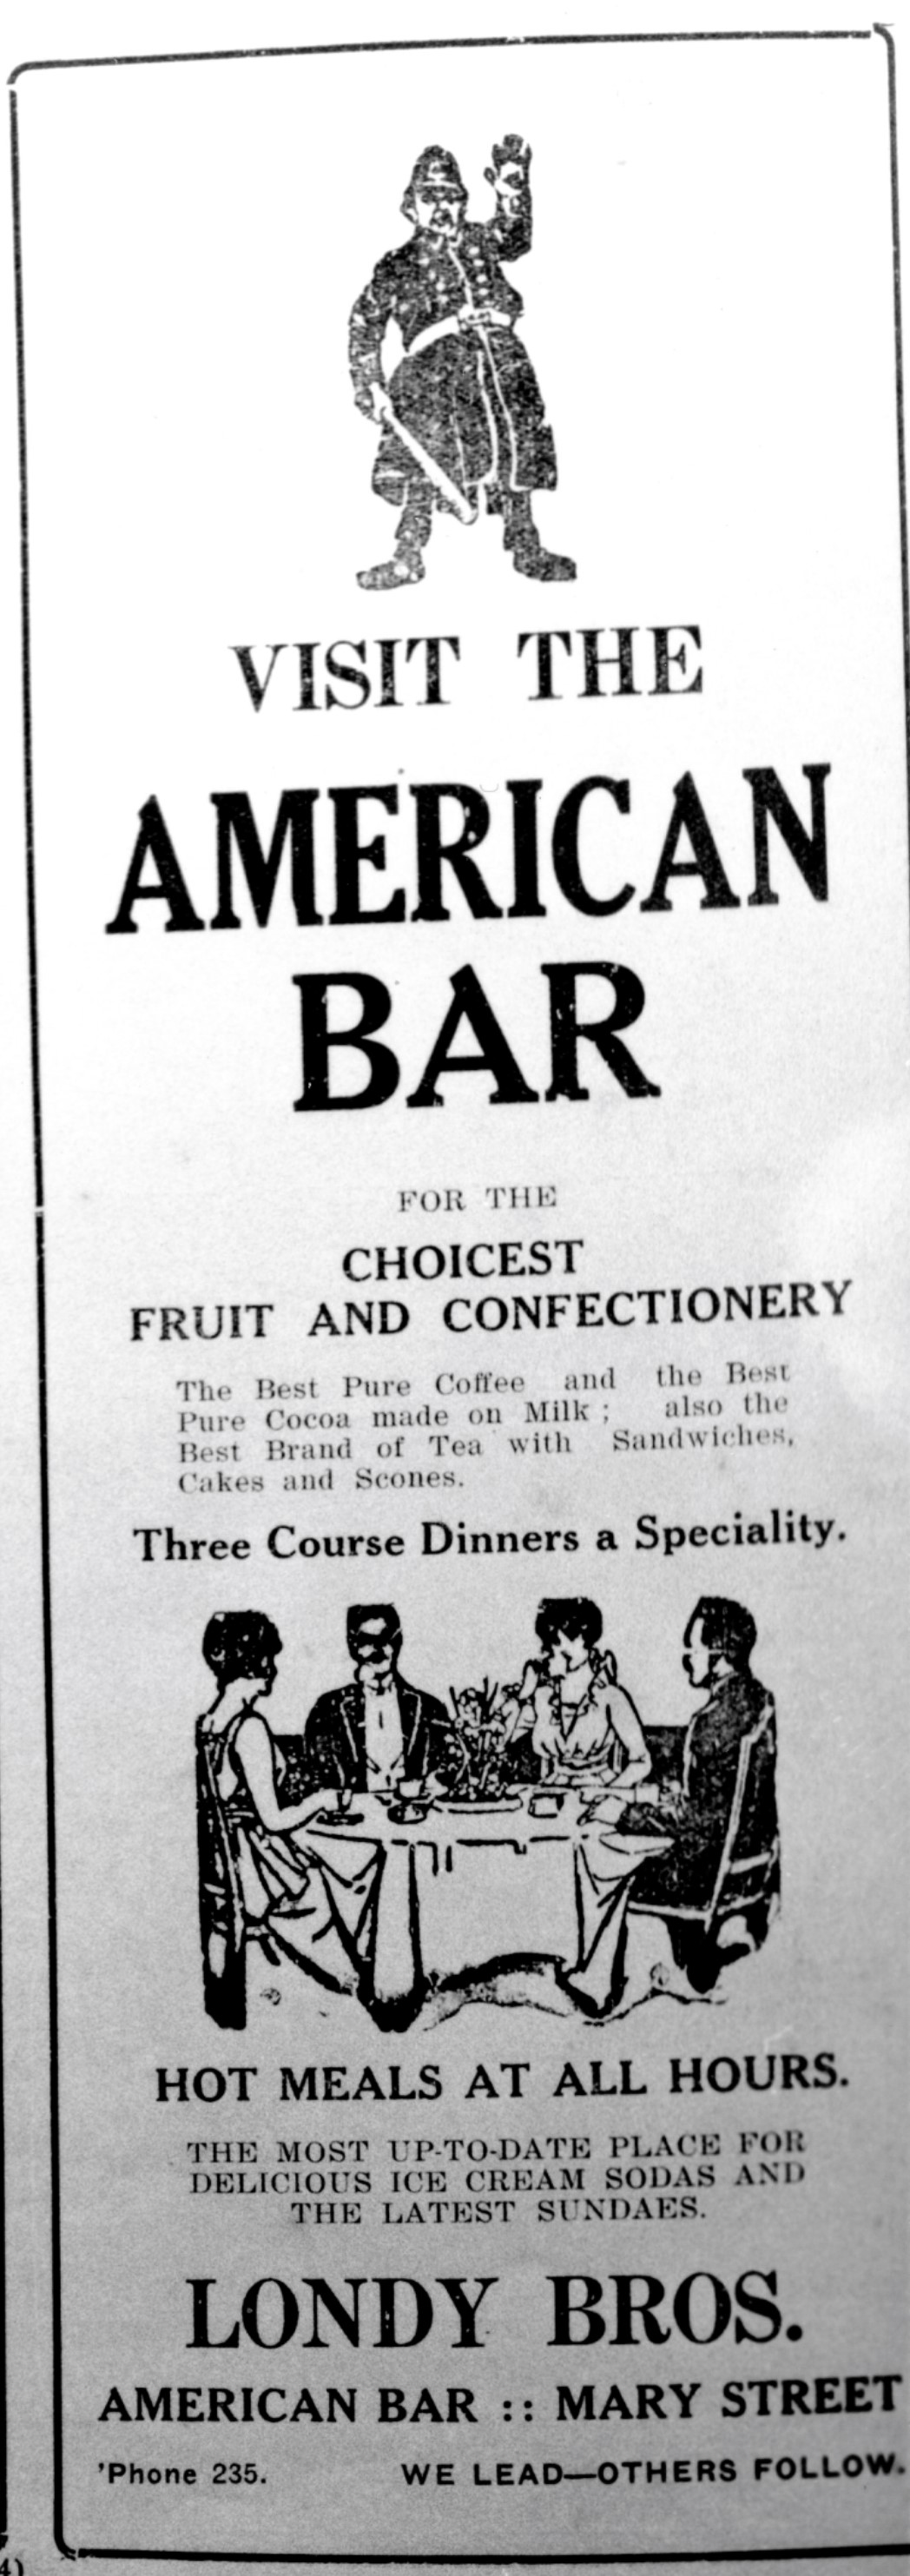 VISIT THE
AMERICAN
BAR
FOR THE
CHOICEST
FRUIT AND CONFECTIONERY
The Best Pure Coffee and the Best
Pure Cocoa made on Milk ; also the
Best Brand of Tea with Sandwiches,
Cakes and Scones.
Three Course Dinners a Speciality.
HOT MEALS AT ALL HOURS.
THE MOST UP-TO-DATE PLACE FOR
DELICIOUS ICE CREAM SODAS AND
THE LATEST SUNDAES.
LONDY BROS.
AMERICAN BAR :: MARY STREET
'Phone 235. WE LEAD—OTHERS FOLLOW.
4)